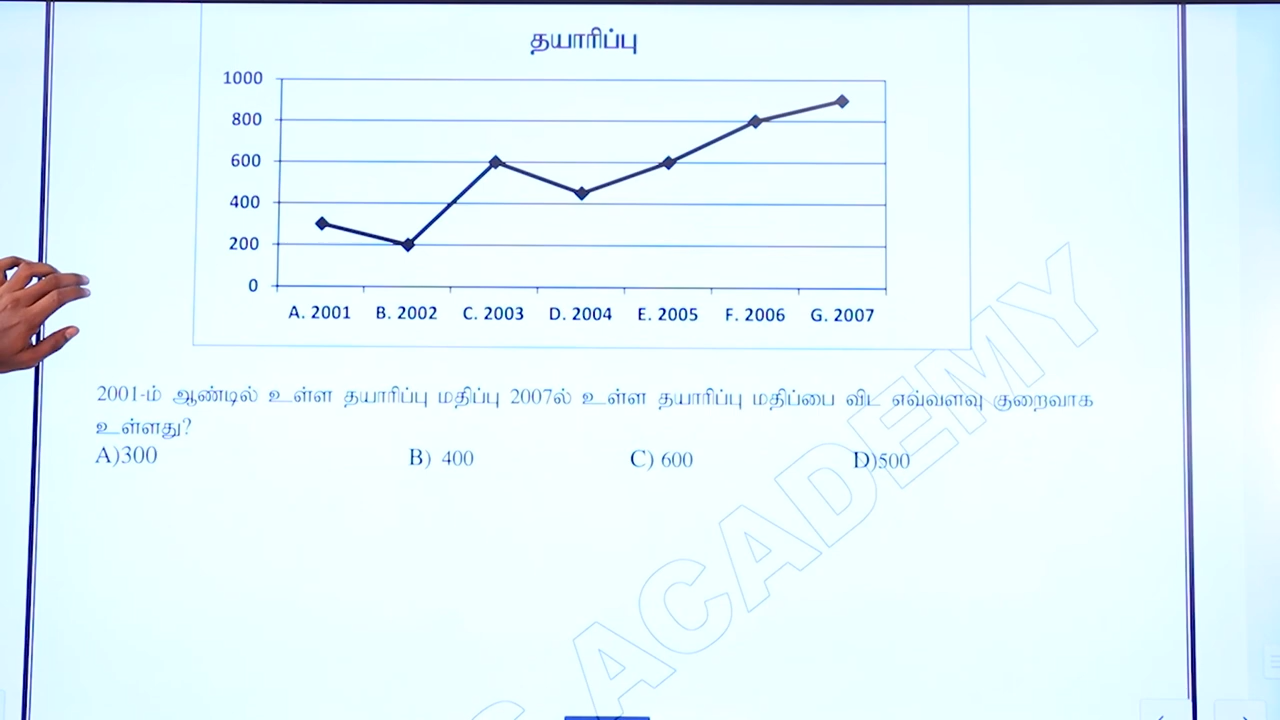 தயாரிப்பு
1000
800
600
400
200
0
A. 2001 B. 2002 C. 2003 D. 2004 E. 2005 F. 2006 G. 2007
2001-ம் ஆண்டில் உள்ள தயாரிப்பு மதிப்பு 2007ல் உள்ள தயாரிப்பு மதிப்பை விட எவ்வளவு குறைவாக
உள்ளது?
A)300 B) 400 C) 600 D)500
ACADEMY